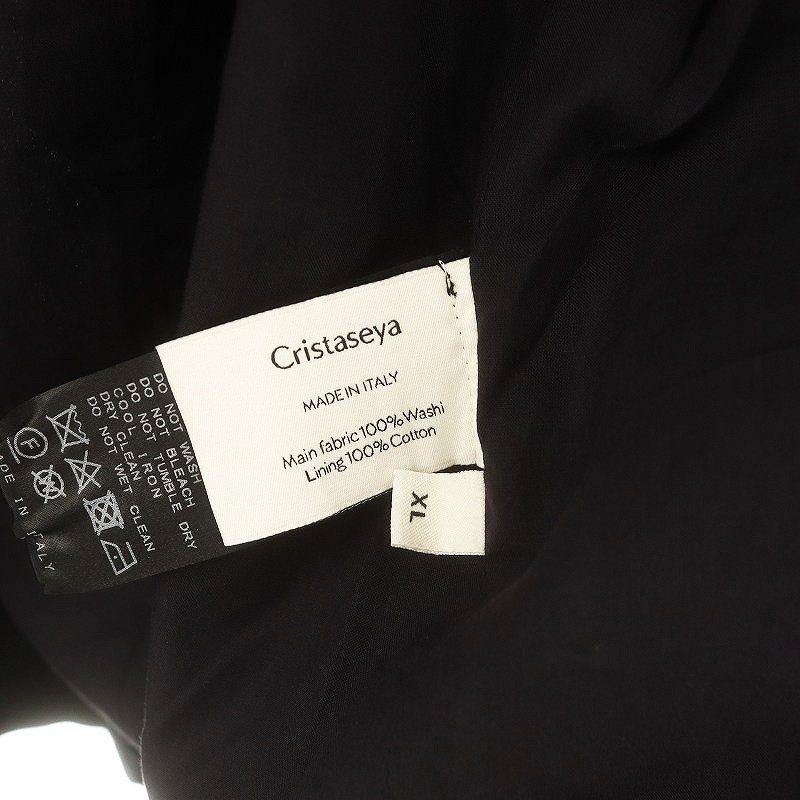 Cristaseya
MADE IN ITALY
Main fabric 100% Washi
Lining 100% Cotton
XL
DO NOT WASH
DO NOT BLEACH
DO NOT TUMBLE DRY
COOL IRON
DRY CLEAN
DO NOT WET CLEAN
F
MADE IN ITALY